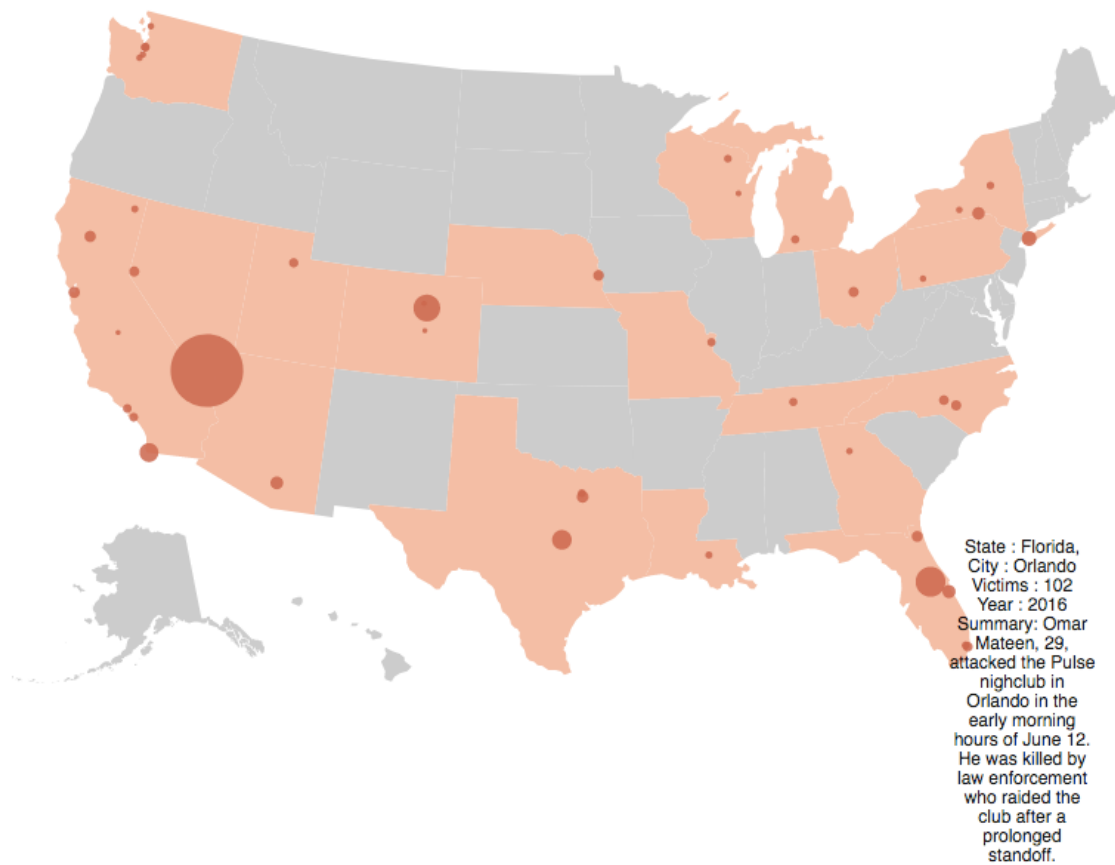 State : Florida,
City : Orlando
Victims : 102
Year : 2016
Summary: Omar
Mateen, 29,
attacked the Pulse
nighclub in
Orlando in the
early morning
hours of June 12.
He was killed by
law enforcement
who raided the
club after a
prolonged
standoff.